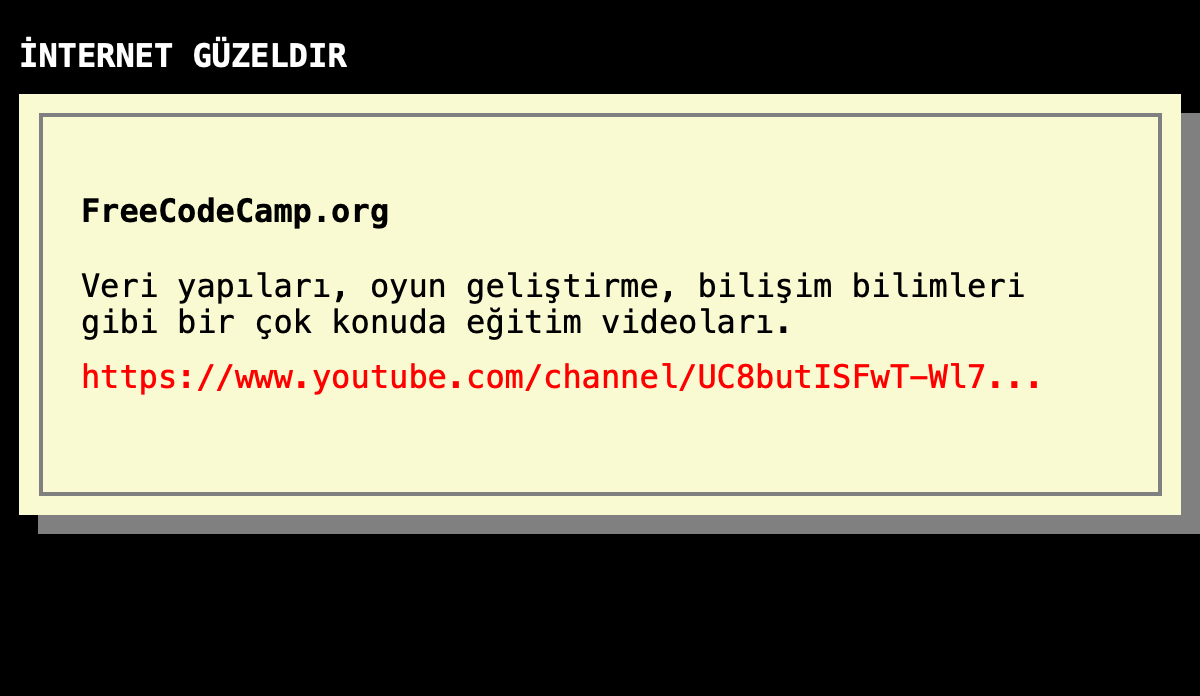 İNTERNET GÜZELDIR
FreeCodeCamp.org
Veri yapıları, oyun geliştirme, bilişim bilimleri
gibi bir çok konuda eğitim videoları.
https://www.youtube.com/channel/UC8butISFwT-Wl7...